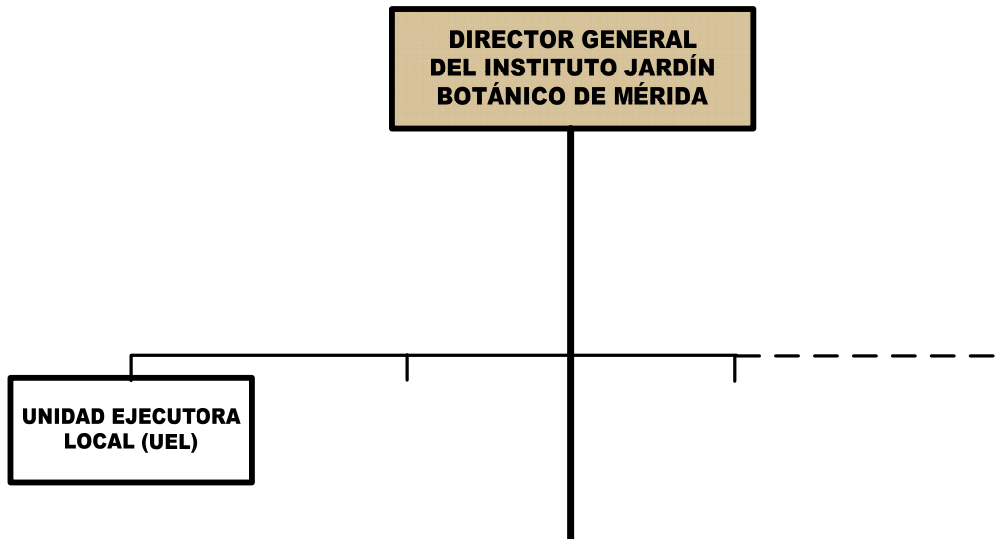 DIRECTOR GENERAL
DEL INSTITUTO JARDÍN
BOTÁNICO DE MÉRIDA
UNIDAD EJECUTORA
LOCAL (UEL)